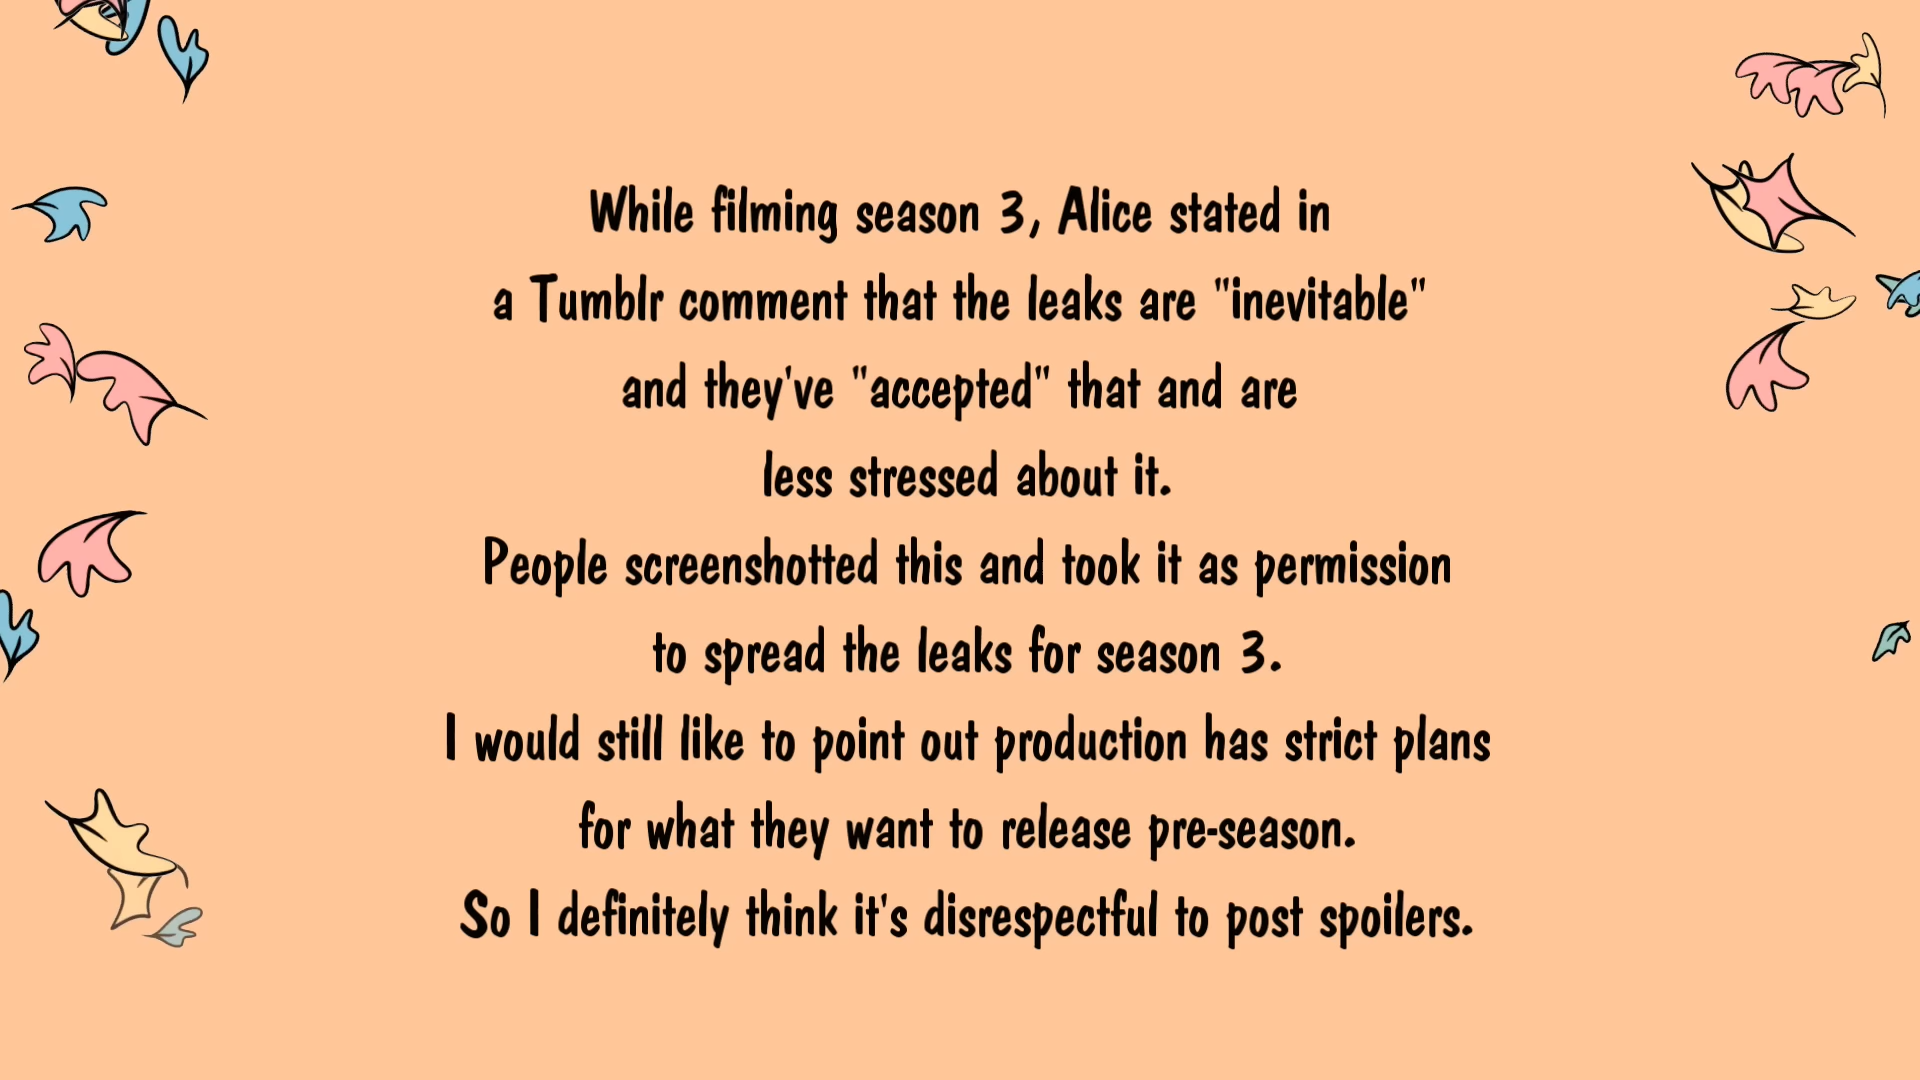 While filming season 3, Alice stated in
a Tumblr comment that the leaks are "inevitable"
and they've "accepted" that and are
less stressed about it.
People screenshotted this and took it as permission
to spread the leaks for season 3.
I would still like to point out production has strict plans
for what they want to release pre-season.
So I definitely think it's disrespectful to post spoilers.